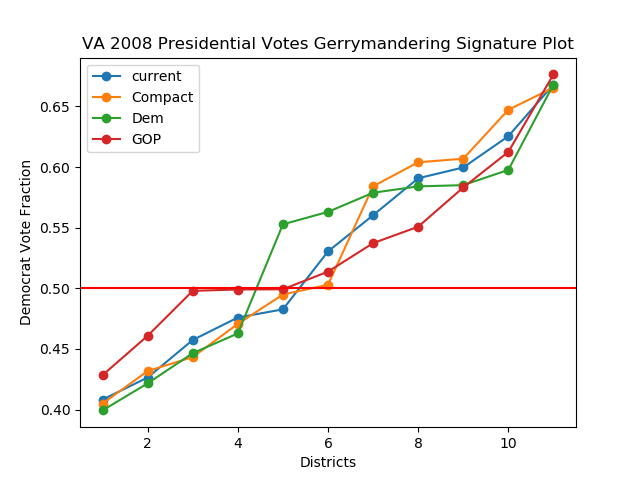 VA 2008 Presidential Votes Gerrymandering Signature Plot
current
Compact
Dem
GOP
Democrat Vote Fraction
0.65
0.60
0.55
0.50
0.45
0.40
2 4 6 8 10
Districts